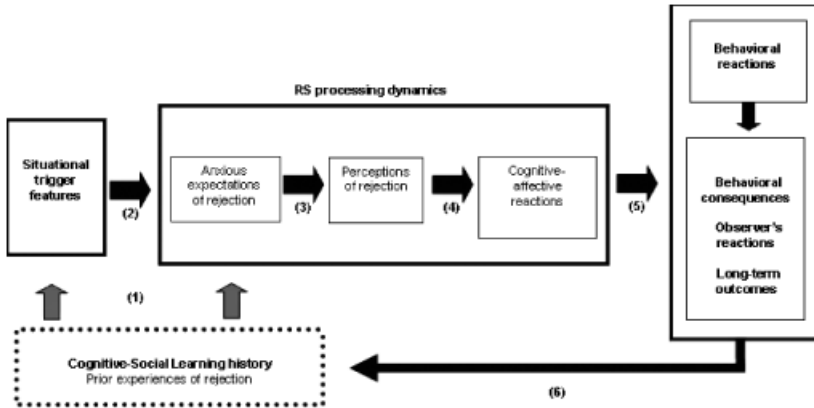 RS processing dynamics
Situational
trigger
features
(2)
Anxious
expectations
of rejection
(3)
Perceptions
of rejection
(4)
Cognitive-
affective
reactions
(5)
Behavioral
reactions
Behavioral
consequences
Observer's
reactions
Long-term
outcomes
(1)
Cognitive-Social Learning history
Prior experiences of rejection
(6)